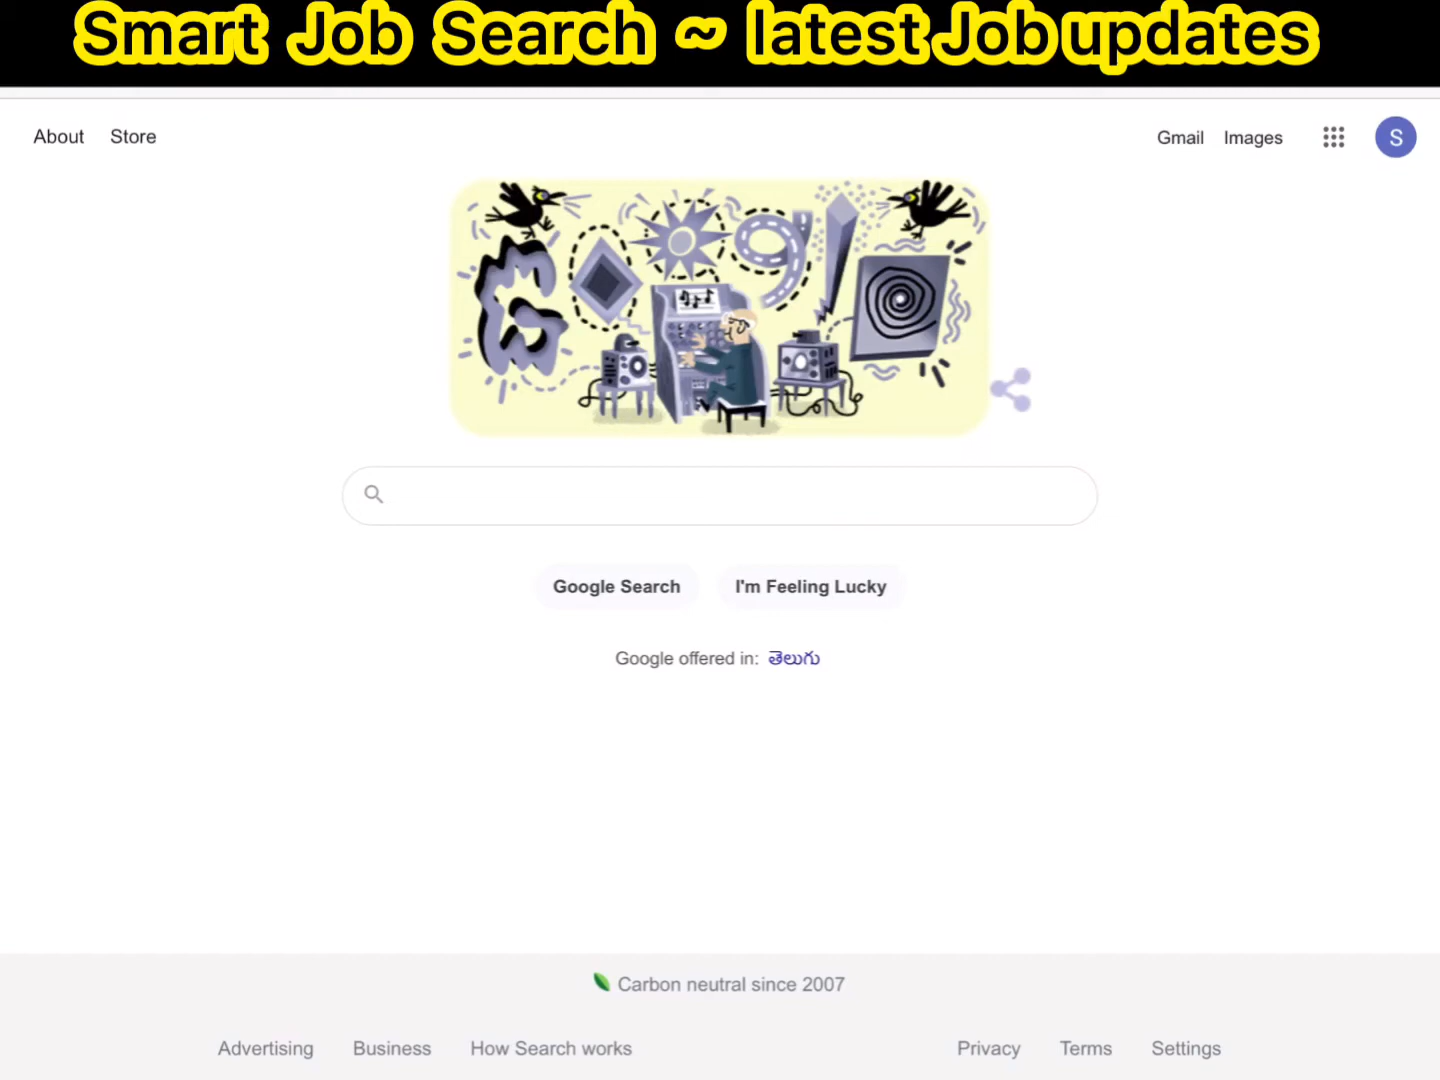 Smart Job Search ~ latest Job updates
About Store
Gmail Images
S
Google Search I'm Feeling Lucky
Google offered in: తెలుగు
Carbon neutral since 2007
Advertising Business How Search works
Privacy Terms Settings